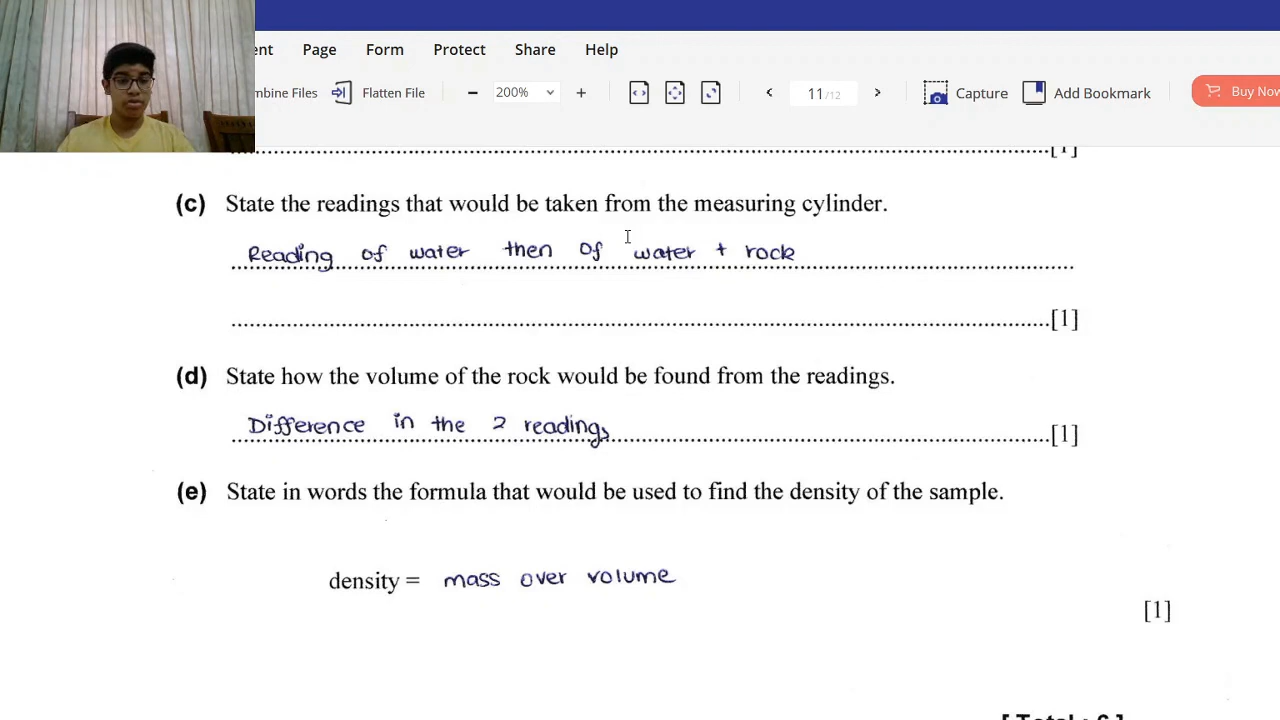 ent Page Form Protect Share Help
mbine Files Flatten File 200% 11 /12 Capture Add Bookmark Buy Now
[1]
(c) State the readings that would be taken from the measuring cylinder.
Reading of water then of water + rock
[1]
(d) State how the volume of the rock would be found from the readings.
Difference in the 2 readings [1]
(e) State in words the formula that would be used to find the density of the sample.
density = mass over volume
[1]
[ Total : 6 ]